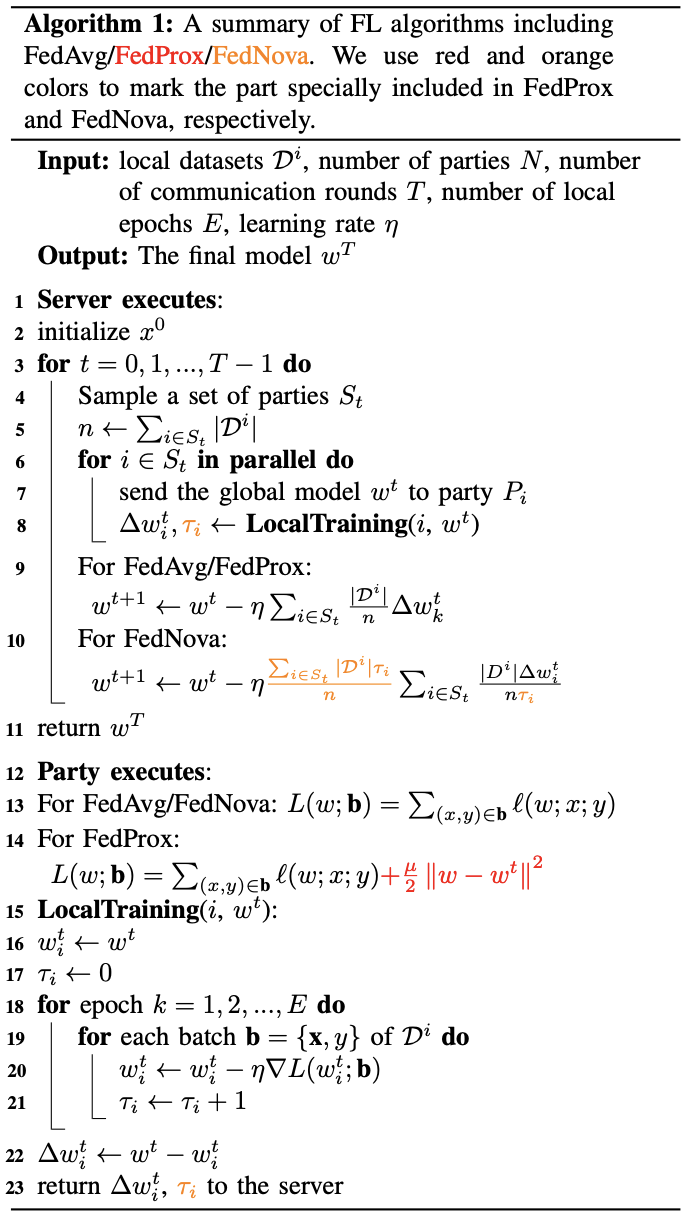 Algorithm 1: A summary of FL algorithms including
FedAvg/FedProx/FedNova. We use red and orange
colors to mark the part specially included in FedProx
and FedNova, respectively.
Input: local datasets 𝒟^i, number of parties N, number
of communication rounds T, number of local
epochs E, learning rate η
Output: The final model w^T
1 Server executes:
2 initialize x^0
3 for t = 0, 1, ..., T − 1 do
4 Sample a set of parties S_t
5 n ← ∑_{i∈S_t} |𝒟^i|
6 for i ∈ S_t in parallel do
7 send the global model w^t to party P_i
8 Δw_i^t, τ_i ← LocalTraining(i, w^t)
9 For FedAvg/FedProx:
w^{t+1} ← w^t − η ∑_{i∈S_t} \frac{|𝒟^i|}{n} Δw_k^t
10 For FedNova:
w^{t+1} ← w^t − η \frac{∑_{i∈S_t} |𝒟^i|τ_i}{n} ∑_{i∈S_t} \frac{|D^i|Δw_i^t}{nτ_i}
11 return w^T
12 Party executes:
13 For FedAvg/FedNova: L(w; b) = ∑_{(x,y)∈b} ℓ(w; x; y)
14 For FedProx:
L(w; b) = ∑_{(x,y)∈b} ℓ(w; x; y) + \frac{μ}{2} ‖w − w^t‖^2
15 LocalTraining(i, w^t):
16 w_i^t ← w^t
17 τ_i ← 0
18 for epoch k = 1, 2, ..., E do
19 for each batch b = {x, y} of 𝒟^i do
20 w_i^t ← w_i^t − η∇L(w_i^t; b)
21 τ_i ← τ_i + 1
22 Δw_i^t ← w^t − w_i^t
23 return Δw_i^t, τ_i to the server